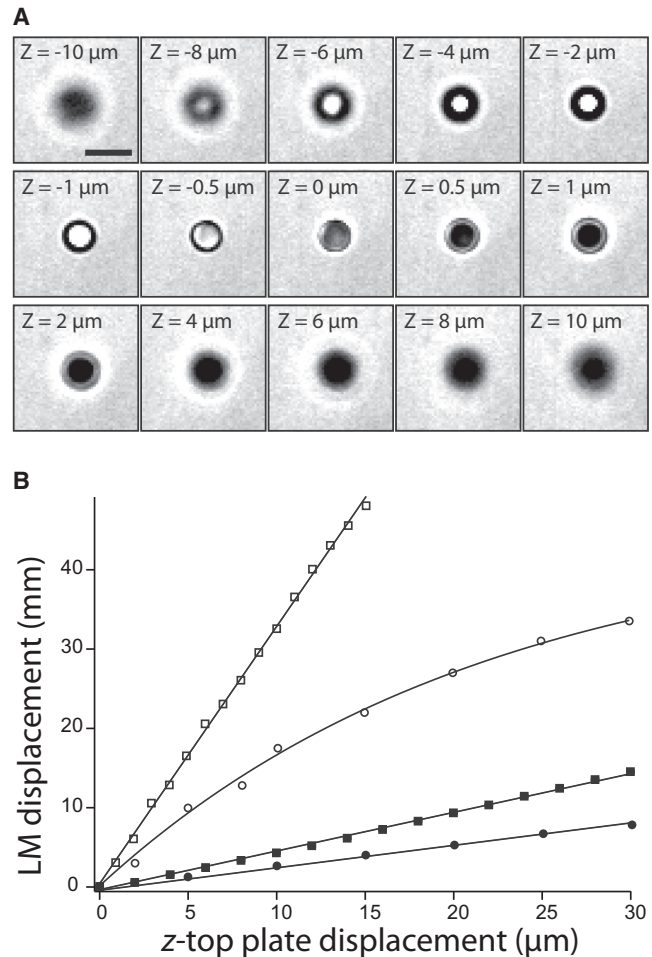 A
Z = -10 µm
Z = -8 µm
Z = -6 µm
Z = -4 µm
Z = -2 µm
Z = -1 µm
Z = -0.5 µm
Z = 0 µm
Z = 0.5 µm
Z = 1 µm
Z = 2 µm
Z = 4 µm
Z = 6 µm
Z = 8 µm
Z = 10 µm
B
LM displacement (mm)
40
30
20
10
0
0 5 10 15 20 25 30
z-top plate displacement (µm)